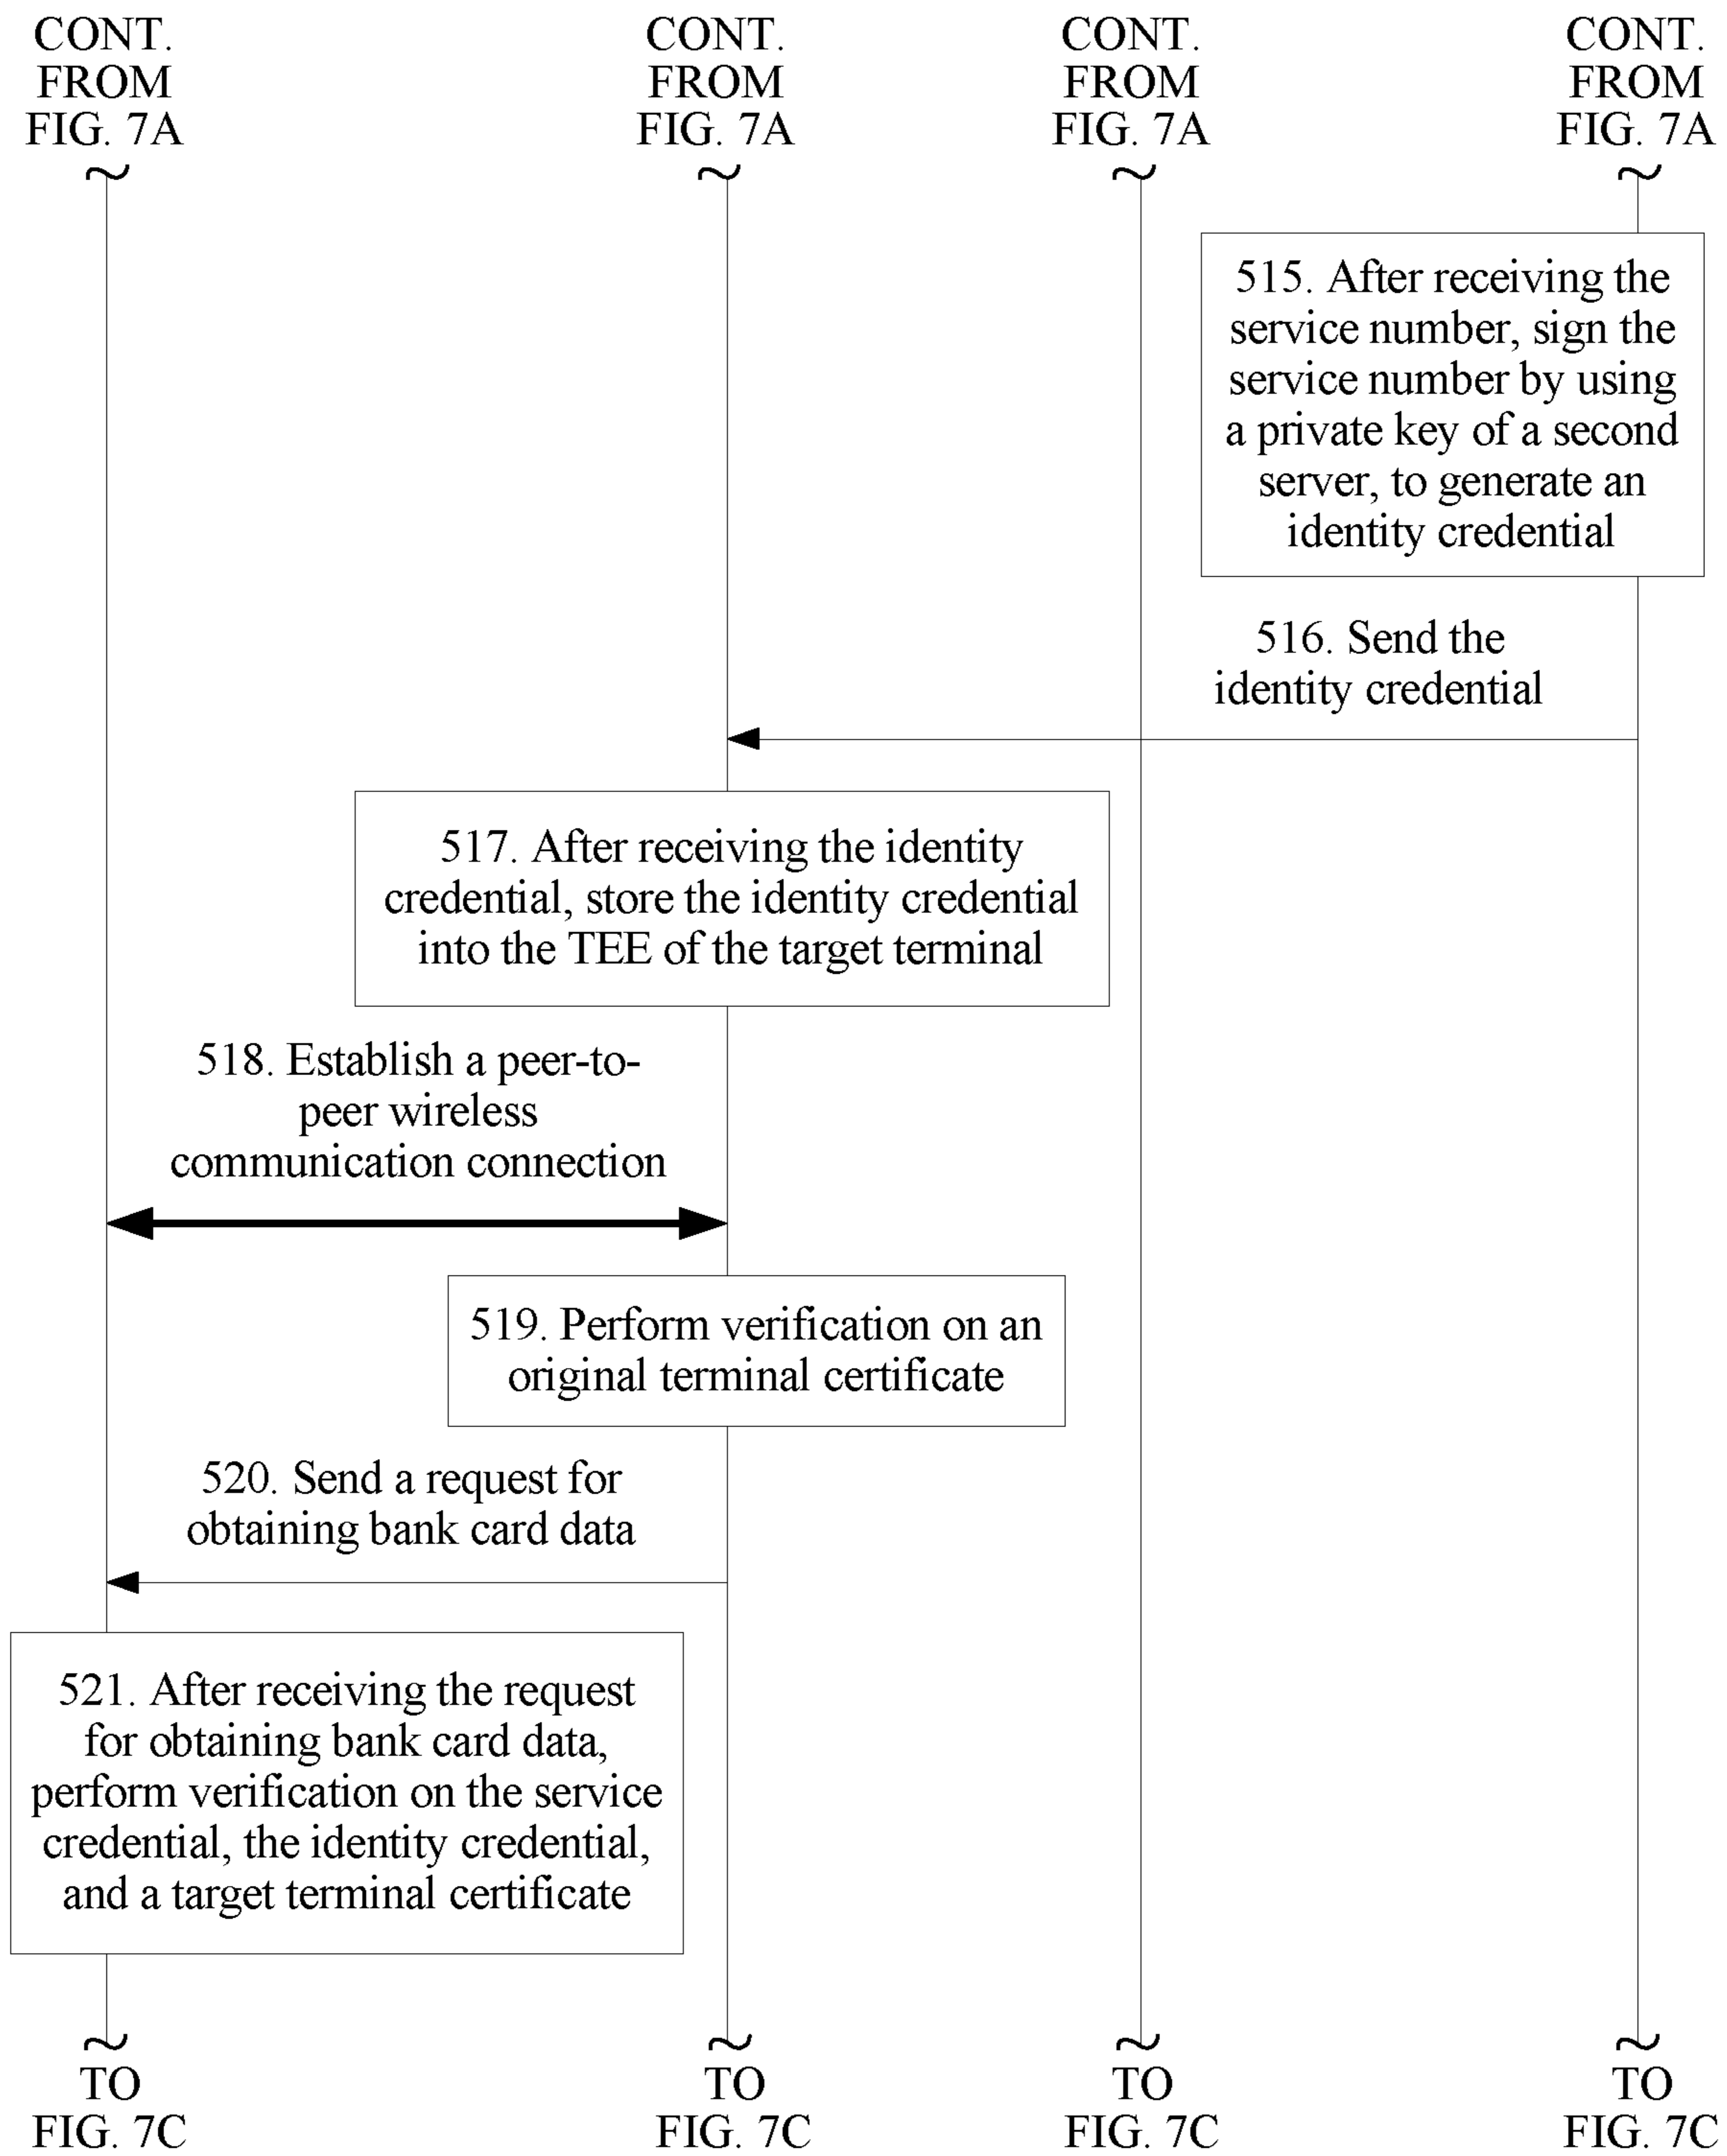 CONT.
FROM
FIG. 7A
CONT.
FROM
FIG. 7A
CONT.
FROM
FIG. 7A
CONT.
FROM
FIG. 7A
515. After receiving the
service number, sign the
service number by using
a private key of a second
server, to generate an
identity credential
516. Send the
identity credential
517. After receiving the identity
credential, store the identity credential
into the TEE of the target terminal
518. Establish a peer-to-
peer wireless
communication connection
519. Perform verification on an
original terminal certificate
520. Send a request for
obtaining bank card data
521. After receiving the request
for obtaining bank card data,
perform verification on the service
credential, the identity credential,
and a target terminal certificate
TO
FIG. 7C
TO
FIG. 7C
TO
FIG. 7C
TO
FIG. 7C